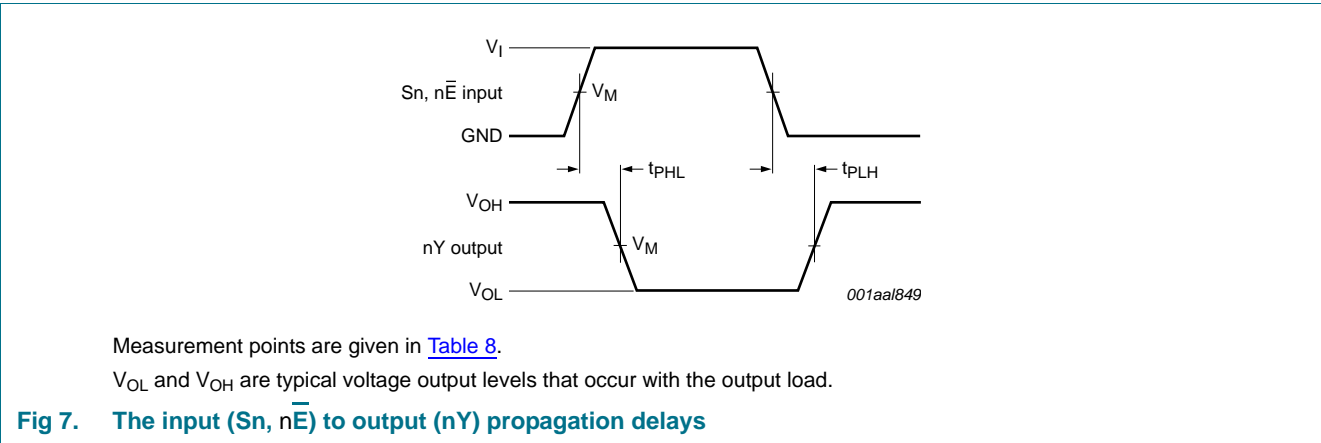 V_I
Sn, nE̅ input
V_M
GND
t_PHL
t_PLH
V_OH
nY output
V_M
V_OL
001aal849
Measurement points are given in Table 8.
V_OL and V_OH are typical voltage output levels that occur with the output load.
Fig 7. The input (Sn, nE̅) to output (nY) propagation delays